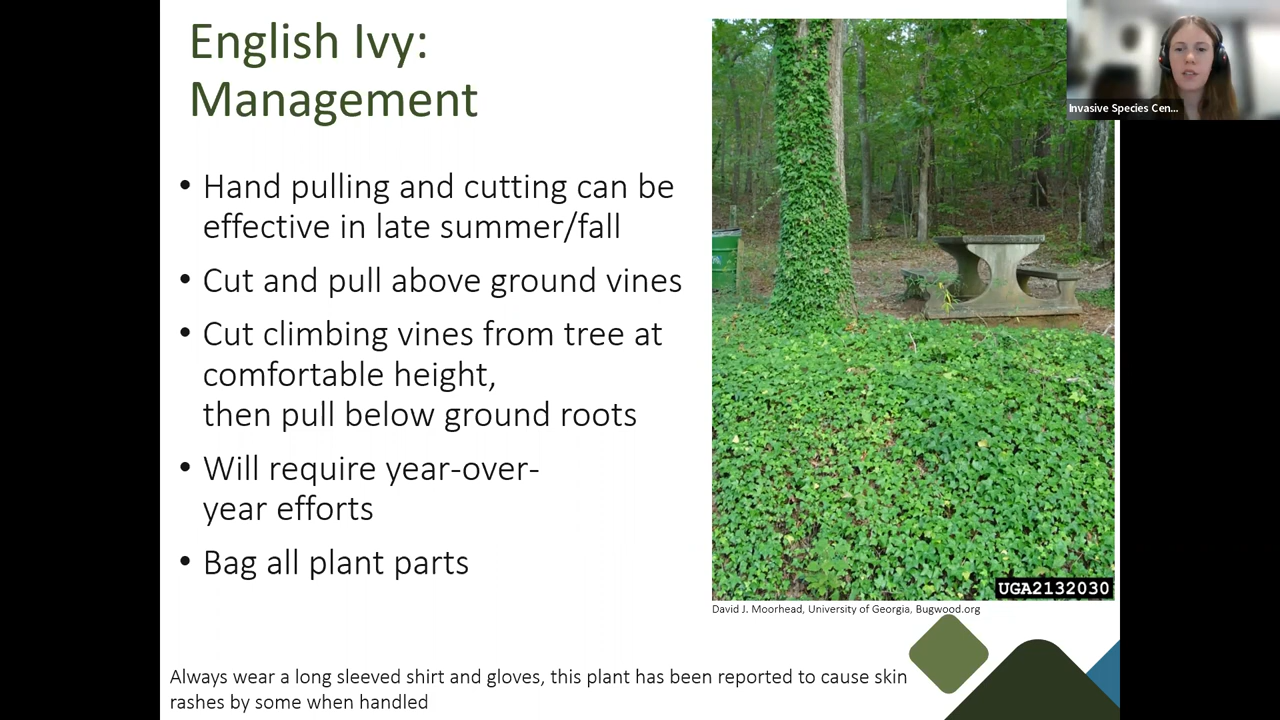 English Ivy:
Management
• Hand pulling and cutting can be
effective in late summer/fall
• Cut and pull above ground vines
• Cut climbing vines from tree at
comfortable height,
then pull below ground roots
• Will require year-over-
year efforts
• Bag all plant parts
Always wear a long sleeved shirt and gloves, this plant has been reported to cause skin
rashes by some when handled
UGA2132030
David J. Moorhead, University of Georgia, Bugwood.org
Invasive Species Cen...